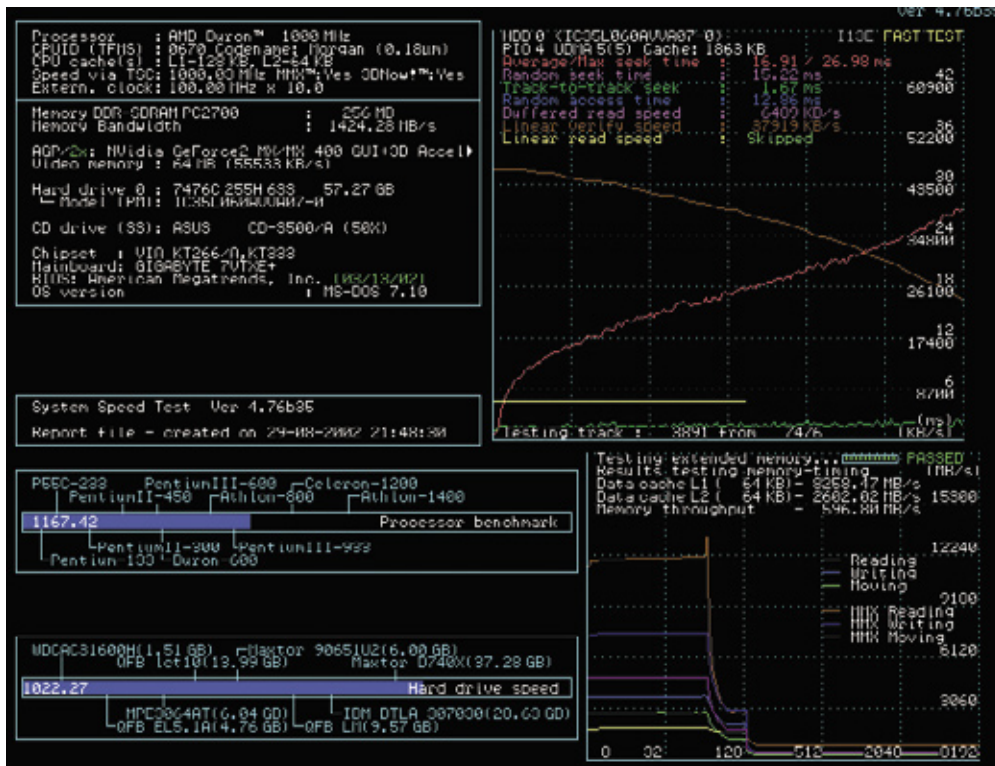 Ver 4.76b35
Processor : AMD Duron™ 1000 MHz
CPUID (TFMS) : 0670 Codename: Morgan (0.18um)
CPU cache(s) : L1-128 KB, L2-64 KB
Speed via TSC: 1000.03 MHz MMX™:Yes 3DNow!™:Yes
Extern. clock: 100.00 MHz x 10.0
Memory DDR-SDRAM PC2700 : 256 MB
Memory Bandwidth : 1424.28 MB/s
AGP/2x: NVidia GeForce2 MX/MX 400 GUI+3D Accel
Video memory : 64 MB (55533 KB/s)
Hard drive 0 : 7476C 255H 63S 57.27 GB
Model (PM): IC35L060AVVA07-0
CD drive (SS): ASUS CD-S500/A (50X)
Chipset : VIA KT266/A,KT333
Mainboard: GIGABYTE 7VTXE+
BIOS: American Megatrends, Inc. (03/13/02)
OS version : MS-DOS 7.10
System Speed Test Ver 4.76b35
Report file - created on 29-08-2002 21:48:30
HDD 0 (IC35L060AVVA07 0) 113E FAST TEST
PIO 4 UDMA 5(5) Cache: 1863 KB
Average/Max seek time : 16.91 / 26.98 ms
Random seek time : 15.22 ms
Track-to-track seek : 1.67 ms
Random access time : 12.86 ms
Buffered read speed : 6409 KB/s
Linear verify speed : 37919 KB/s
Linear read speed : Skipped
42
60900
36
52200
30
43500
24
34800
18
26100
12
17400
6
8700
(ms)
Testing track : 3891 from 7476 (KB/s)
P55C-233 PentiumIII-600 Celeron-1200
PentiumII-450 Athlon-800 Athlon-1400
1167.42 Processor benchmark
PentiumII-300 PentiumIII-933
Pentium-133 Duron-600
WDCAC31600H(1.51 GB) Maxtor 90651U2(6.00 GB)
QFB lct10(13.99 GB) Maxtor D740X(37.28 GB)
1022.27 Hard drive speed
MPC3064AT(6.04 GB) IBM DTLA 307030(20.63 GB)
QFB EL5.1A(4.76 GB) QFB LM(9.57 GB)
Testing extended memory... PASSED
Results testing memory-timing (MB/s)
Data cache L1 ( 64 KB)- 8258.47 MB/s
Data cache L2 ( 64 KB)- 2602.02 MB/s 15300
Memory throughput - 596.80 MB/s
12240
Reading
Writing
Moving
9180
MMX Reading
MMX Writing
MMX Moving
6120
3060
0 32 128 512 2048 8192